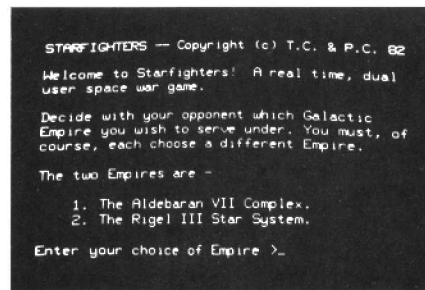 STARFIGHTERS -- Copyright (c) T.C. & P.C. 82
Welcome to Starfighters! A real time, dual
user space war game.
Decide with your opponent which Galactic
Empire you wish to serve under. You must, of
course, each choose a different Empire.
The two Empires are -
1. The Aldebaran VII Complex.
2. The Rigel III Star System.
Enter your choice of Empire >_